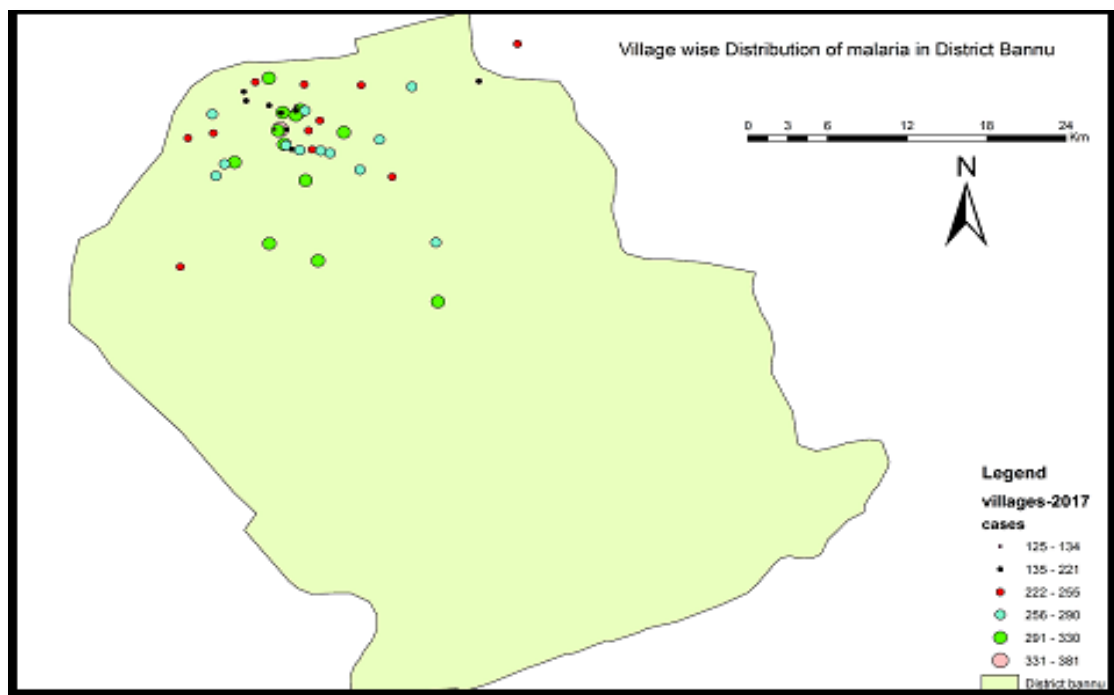 Village wise Distribution of malaria in District Bannu
0 3 6 12 18 24
Km
N
Legend
villages-2017
cases
125 - 134
135 - 221
222 - 255
256 - 290
291 - 330
331 - 381
District bannu